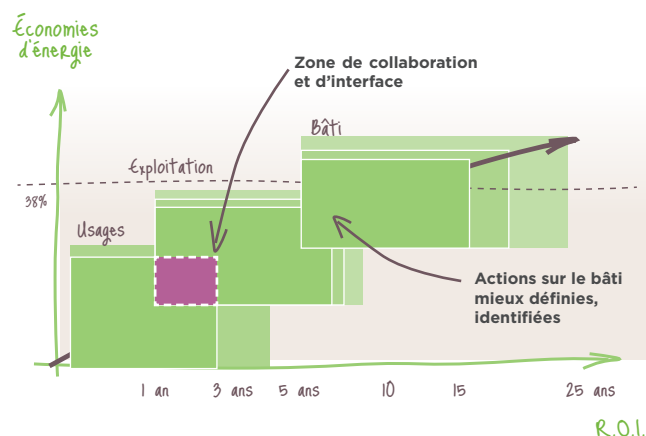 Économies
d'énergie
Zone de collaboration
et d'interface
Bâti
Exploitation
38%
Usages
Actions sur le bâti
mieux définies,
identifiées
1 an 3 ans 5 ans 10 15 25 ans
R.O.I.